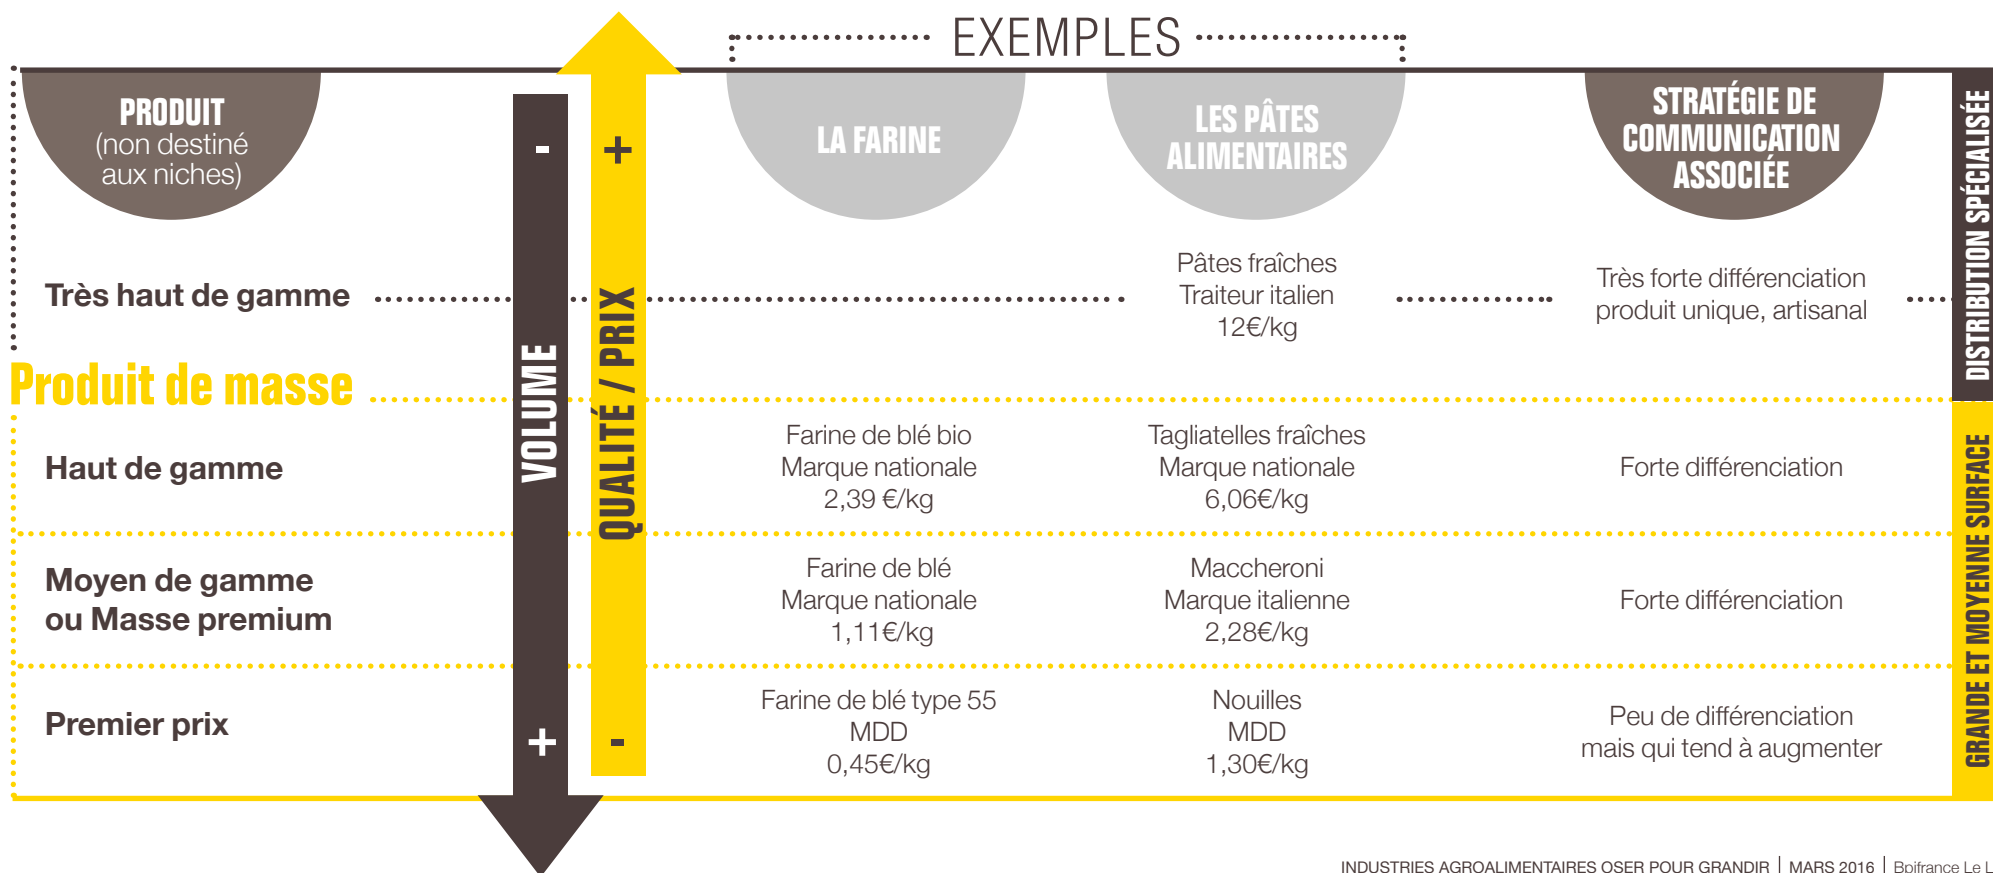 EXEMPLES
PRODUIT
(non destiné
aux niches)
-
+
LA FARINE
LES PÂTES
ALIMENTAIRES
STRATÉGIE DE
COMMUNICATION
ASSOCIÉE
DISTRIBUTION SPÉCIALISÉE
VOLUME
QUALITÉ / PRIX
Très haut de gamme
Pâtes fraîches
Traiteur italien
12€/kg
Très forte différenciation
produit unique, artisanal
Produit de masse
Haut de gamme
Farine de blé bio
Marque nationale
2,39 €/kg
Tagliatelles fraîches
Marque nationale
6,06€/kg
Forte différenciation
GRANDE ET MOYENNE SURFACE
Moyen de gamme
ou Masse premium
Farine de blé
Marque nationale
1,11€/kg
Maccheroni
Marque italienne
2,28€/kg
Forte différenciation
Premier prix
+
-
Farine de blé type 55
MDD
0,45€/kg
Nouilles
MDD
1,30€/kg
Peu de différenciation
mais qui tend à augmenter
INDUSTRIES AGROALIMENTAIRES OSER POUR GRANDIR | MARS 2016 | Bpifrance Le